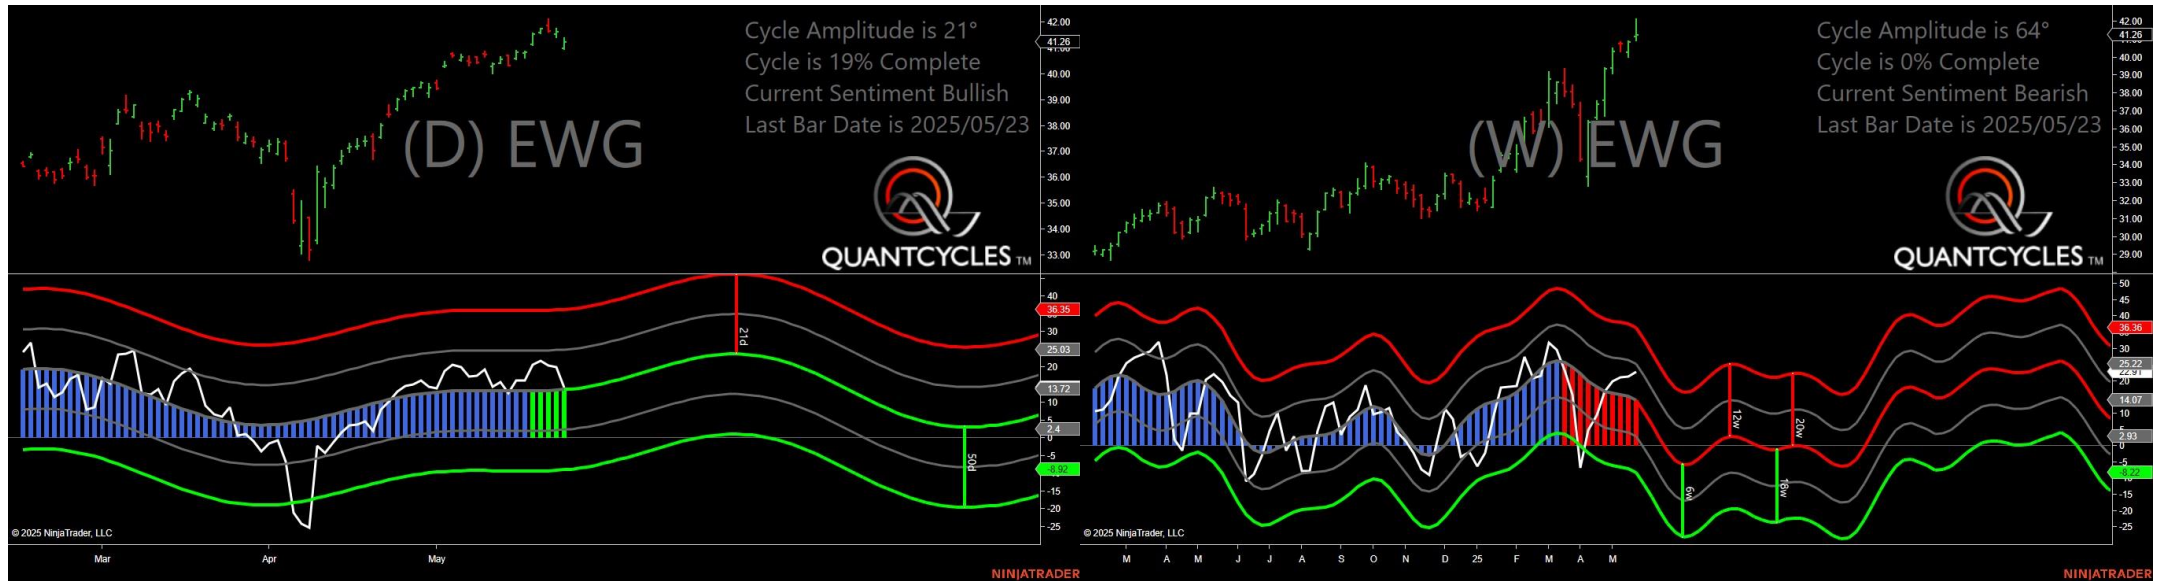 Cycle Amplitude is 21°
Cycle is 19% Complete
Current Sentiment Bullish
Last Bar Date is 2025/05/23
(D) EWG
QUANTCYCLES TM
42.00
41.26
41.00
40.00
39.00
38.00
37.00
36.00
35.00
34.00
33.00
40
36.35
30
25.03
20
13.72
10
5
2.4
0
-5
-8.92
-15
-20
-25
21d
50d
© 2025 NinjaTrader, LLC
Mar Apr May
NINJATRADER
Cycle Amplitude is 64°
Cycle is 0% Complete
Current Sentiment Bearish
Last Bar Date is 2025/05/23
(W) EWG
QUANTCYCLES TM
42.00
41.26
40.00
39.00
38.00
37.00
36.00
35.00
34.00
33.00
32.00
31.00
30.00
29.00
50
45
40
36.36
30
25.22
22.91
20
14.07
10
5
2.93
0
-5
-8.22
-15
-20
-25
12w
20w
6w
18w
© 2025 NinjaTrader, LLC
M A M J J A S O N D 25 F M A M
NINJATRADER